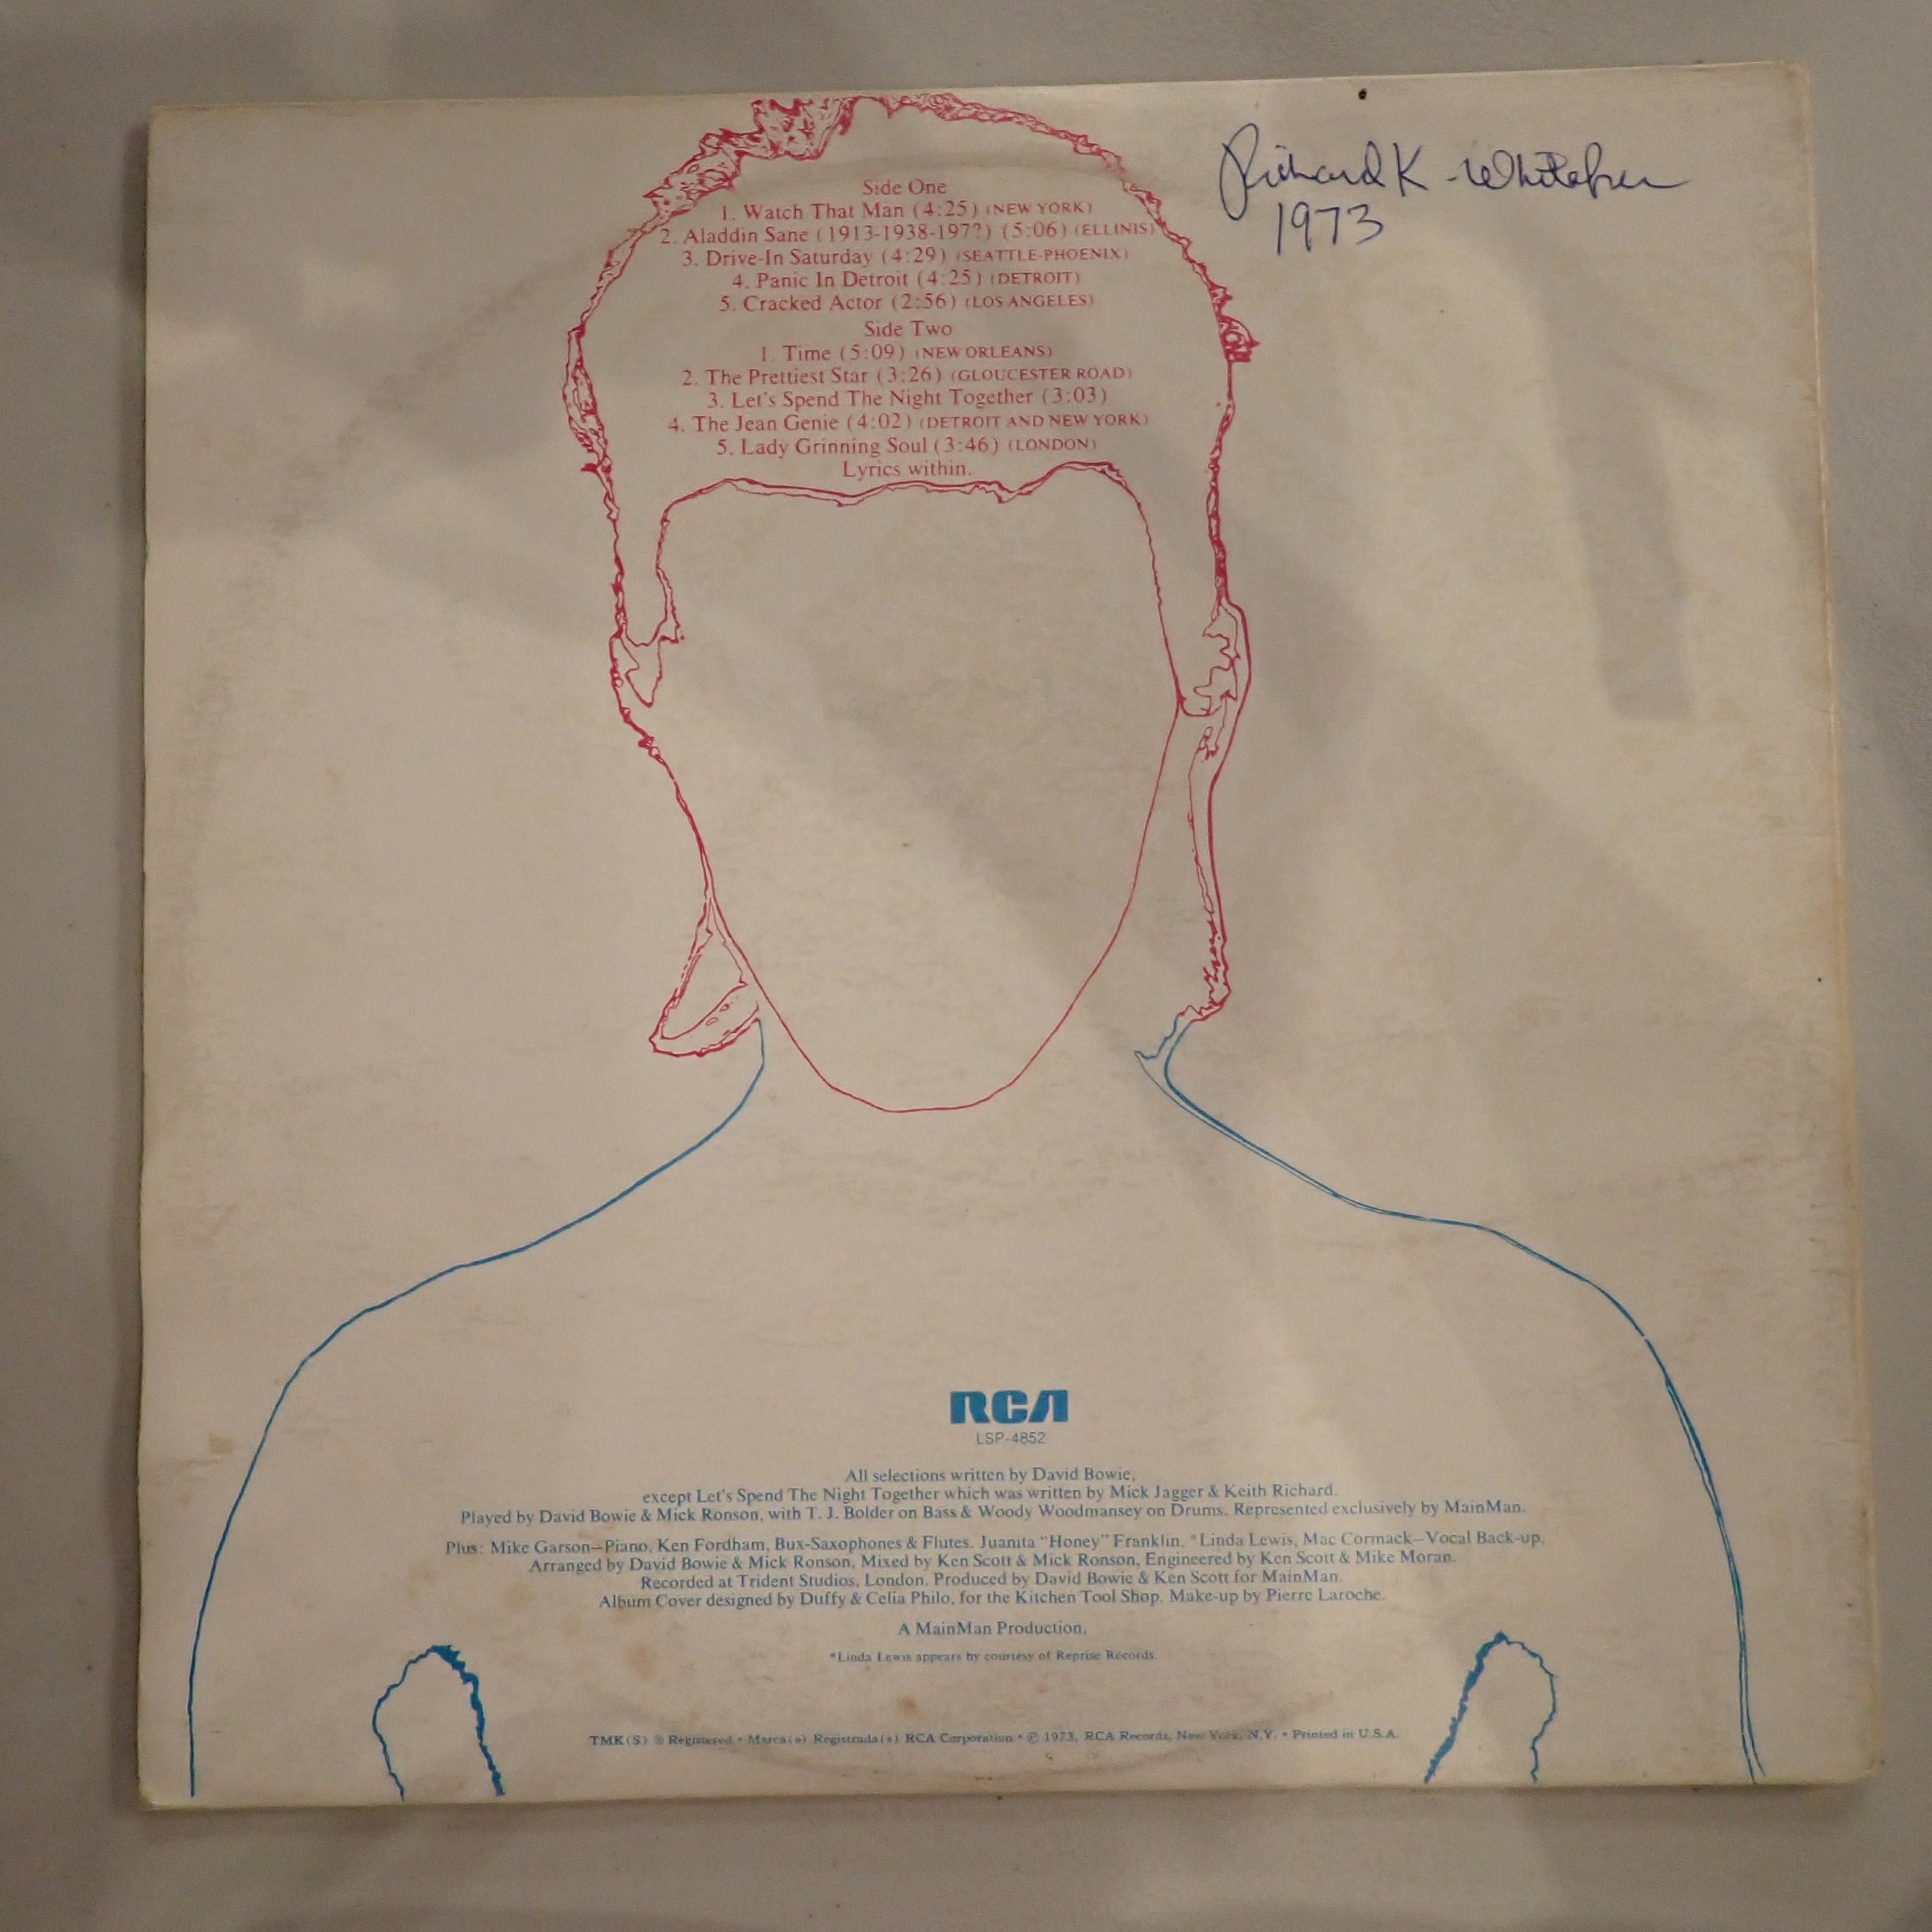 Richard K. Whitaker
1973
Side One
1. Watch That Man (4:25) (NEW YORK)
2. Aladdin Sane (1913-1938-197?) (5:06) (ELLINIS)
3. Drive-In Saturday (4:29) (SEATTLE-PHOENIX)
4. Panic In Detroit (4:25) (DETROIT)
5. Cracked Actor (2:56) (LOS ANGELES)
Side Two
1. Time (5:09) (NEW ORLEANS)
2. The Prettiest Star (3:26) (GLOUCESTER ROAD)
3. Let's Spend The Night Together (3:03)
4. The Jean Genie (4:02) (DETROIT AND NEW YORK)
5. Lady Grinning Soul (3:46) (LONDON)
Lyrics within.
RCA
LSP-4852
All selections written by David Bowie,
except Let's Spend The Night Together which was written by Mick Jagger & Keith Richard.
Played by David Bowie & Mick Ronson, with T. J. Bolder on Bass & Woody Woodmansey on Drums. Represented exclusively by MainMan.
Plus: Mike Garson—Piano, Ken Fordham, Bux-Saxophones & Flutes. Juanita "Honey" Franklin. *Linda Lewis, Mac Cormack—Vocal Back-up,
Arranged by David Bowie & Mick Ronson, Mixed by Ken Scott & Mick Ronson, Engineered by Ken Scott & Mike Moran.
Recorded at Trident Studios, London. Produced by David Bowie & Ken Scott for MainMan.
Album Cover designed by Duffy & Celia Philo, for the Kitchen Tool Shop. Make-up by Pierre Laroche.
A MainMan Production.
*Linda Lewis appears by courtesy of Reprise Records.
TMK(S) ® Registered • Marca(s) Registrada(s) RCA Corporation • ℗ 1973, RCA Records, New York, N.Y. • Printed in U.S.A.